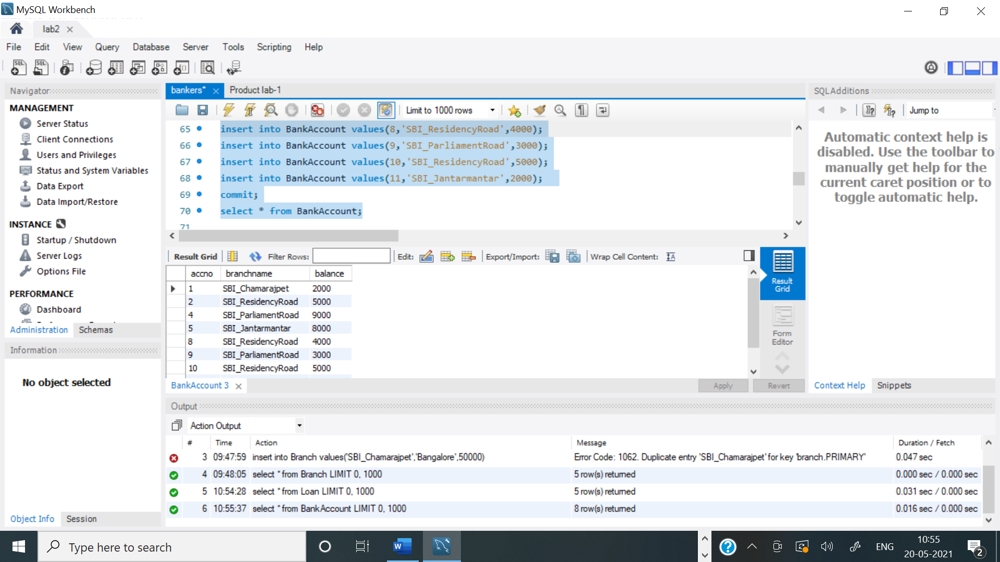 MySQL Workbench
lab2
File Edit View Query Database Server Tools Scripting Help
Navigator
MANAGEMENT
Server Status
Client Connections
Users and Privileges
Status and System Variables
Data Export
Data Import/Restore
INSTANCE
Startup / Shutdown
Server Logs
Options File
PERFORMANCE
Dashboard
Administration Schemas
Information
No object selected
Object Info Session
bankers* Product lab-1
Limit to 1000 rows
65 insert into BankAccount values(8,'SBI_ResidencyRoad',4000);
66 insert into BankAccount values(9,'SBI_ParliamentRoad',3000);
67 insert into BankAccount values(10,'SBI_ResidencyRoad',5000);
68 insert into BankAccount values(11,'SBI_Jantarmantar',2000);
69 commit;
70 select * from BankAccount;
71
Result Grid Filter Rows: Edit: Export/Import: Wrap Cell Content:
accno branchname balance
1 SBI_Chamarajpet 2000
2 SBI_ResidencyRoad 5000
4 SBI_ParliamentRoad 9000
5 SBI_Jantarmantar 8000
8 SBI_ResidencyRoad 4000
9 SBI_ParliamentRoad 3000
10 SBI_ResidencyRoad 5000
Result
Grid
Form
Editor
BankAccount 3 Apply Revert
SQLAdditions
Jump to
Automatic context help is
disabled. Use the toolbar to
manually get help for the
current caret position or to
toggle automatic help.
Context Help Snippets
Output
Action Output
# Time Action Message Duration / Fetch
3 09:47:59 insert into Branch values('SBI_Chamarajpet','Bangalore',50000) Error Code: 1062. Duplicate entry 'SBI_Chamarajpet' for key 'branch.PRIMARY' 0.047 sec
4 09:48:05 select * from Branch LIMIT 0, 1000 5 row(s) returned 0.000 sec / 0.000 sec
5 10:54:28 select * from Loan LIMIT 0, 1000 5 row(s) returned 0.031 sec / 0.000 sec
6 10:55:37 select * from BankAccount LIMIT 0, 1000 8 row(s) returned 0.016 sec / 0.000 sec
Type here to search
ENG
10:55
20-05-2021
2